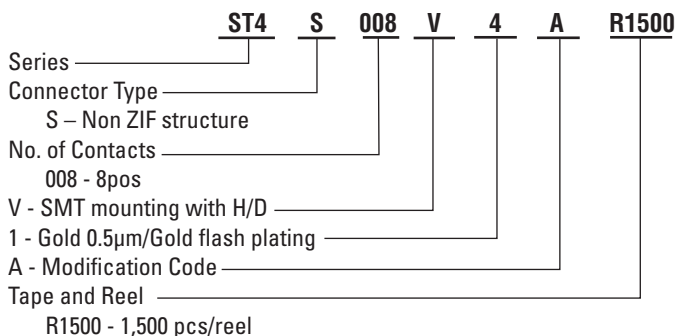 ST4 S 008 V 4 A R1500
Series
Connector Type
S – Non ZIF structure
No. of Contacts
008 - 8pos
V - SMT mounting with H/D
1 - Gold 0.5µm/Gold flash plating
A - Modification Code
Tape and Reel
R1500 - 1,500 pcs/reel